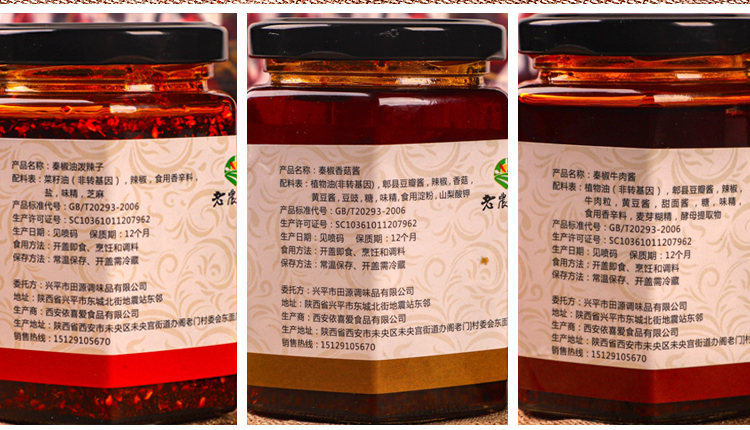 产品名称：秦椒油泼辣子
配料表：菜籽油（非转基因），辣椒，食用香辛料，
盐，味精，芝麻
产品标准代号：GB/T20293-2006
生产许可证号：SC10361011207962
生产日期：见喷码 保质期：12个月
食用方法：开盖即食、烹饪和调料
保存方法：常温保存、开盖需冷藏
委托方：兴平市田源调味品有限公司
地址：陕西省兴平市东城北街地震站东邻
生产商：西安依喜爱食品有限公司
生产地址：陕西省西安市未央区未央宫街道办阁老门村委会东面
销售热线：15129105670
老农
产品名称：秦椒香菇酱
配料表：植物油（非转基因），郫县豆瓣酱，辣椒，香菇，
黄豆酱，豆豉，糖，味精，食用淀粉，山梨酸钾
产品标准代号：GB/T20293-2006
生产许可证号：SC10361011207962
生产日期：见喷码 保质期：12个月
食用方法：开盖即食、烹饪和调料
保存方法：常温保存、开盖需冷藏
委托方：兴平市田源调味品有限公司
地址：陕西省兴平市东城北街地震站东邻
生产商：西安依喜爱食品有限公司
生产地址：陕西省西安市未央区未央宫街道办阁老门村委会东面
销售热线：15129105670
老农
产品名称：秦椒牛肉酱
配料表：植物油（非转基因），郫县豆瓣酱，辣椒，
牛肉粒，黄豆酱，甜面酱，糖，味精，
食用香辛料，麦芽糊精，酵母提取物
产品标准代号：GB/T20293-2006
生产许可证号：SC10361011207962
生产日期：见喷码 保质期：12个月
食用方法：开盖即食、烹饪和调料
保存方法：常温保存、开盖需冷藏
委托方：兴平市田源调味品有限公司
地址：陕西省兴平市东城北街地震站东邻
生产商：西安依喜爱食品有限公司
生产地址：陕西省西安市未央区未央宫街道办阁老门村委会
销售热线：15129105670